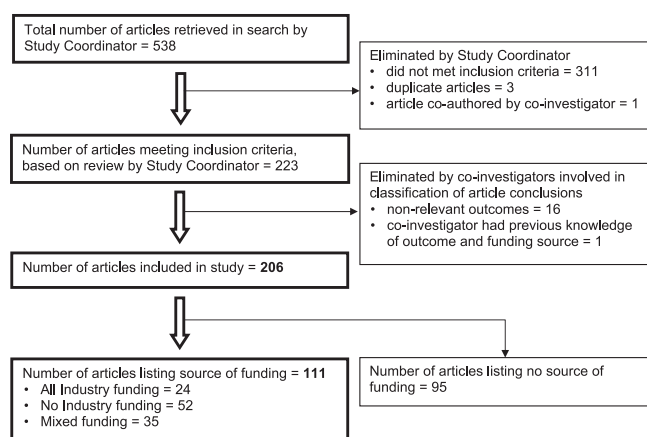 Total number of articles retrieved in search by
Study Coordinator = 538
Eliminated by Study Coordinator
• did not met inclusion criteria = 311
• duplicate articles = 3
• article co-authored by co-investigator = 1
Number of articles meeting inclusion criteria,
based on review by Study Coordinator = 223
Eliminated by co-investigators involved in
classification of article conclusions
• non-relevant outcomes = 16
• co-investigator had previous knowledge
of outcome and funding source = 1
Number of articles included in study = 206
Number of articles listing source of funding = 111
• All Industry funding = 24
• No Industry funding = 52
• Mixed funding = 35
Number of articles listing no source of
funding = 95